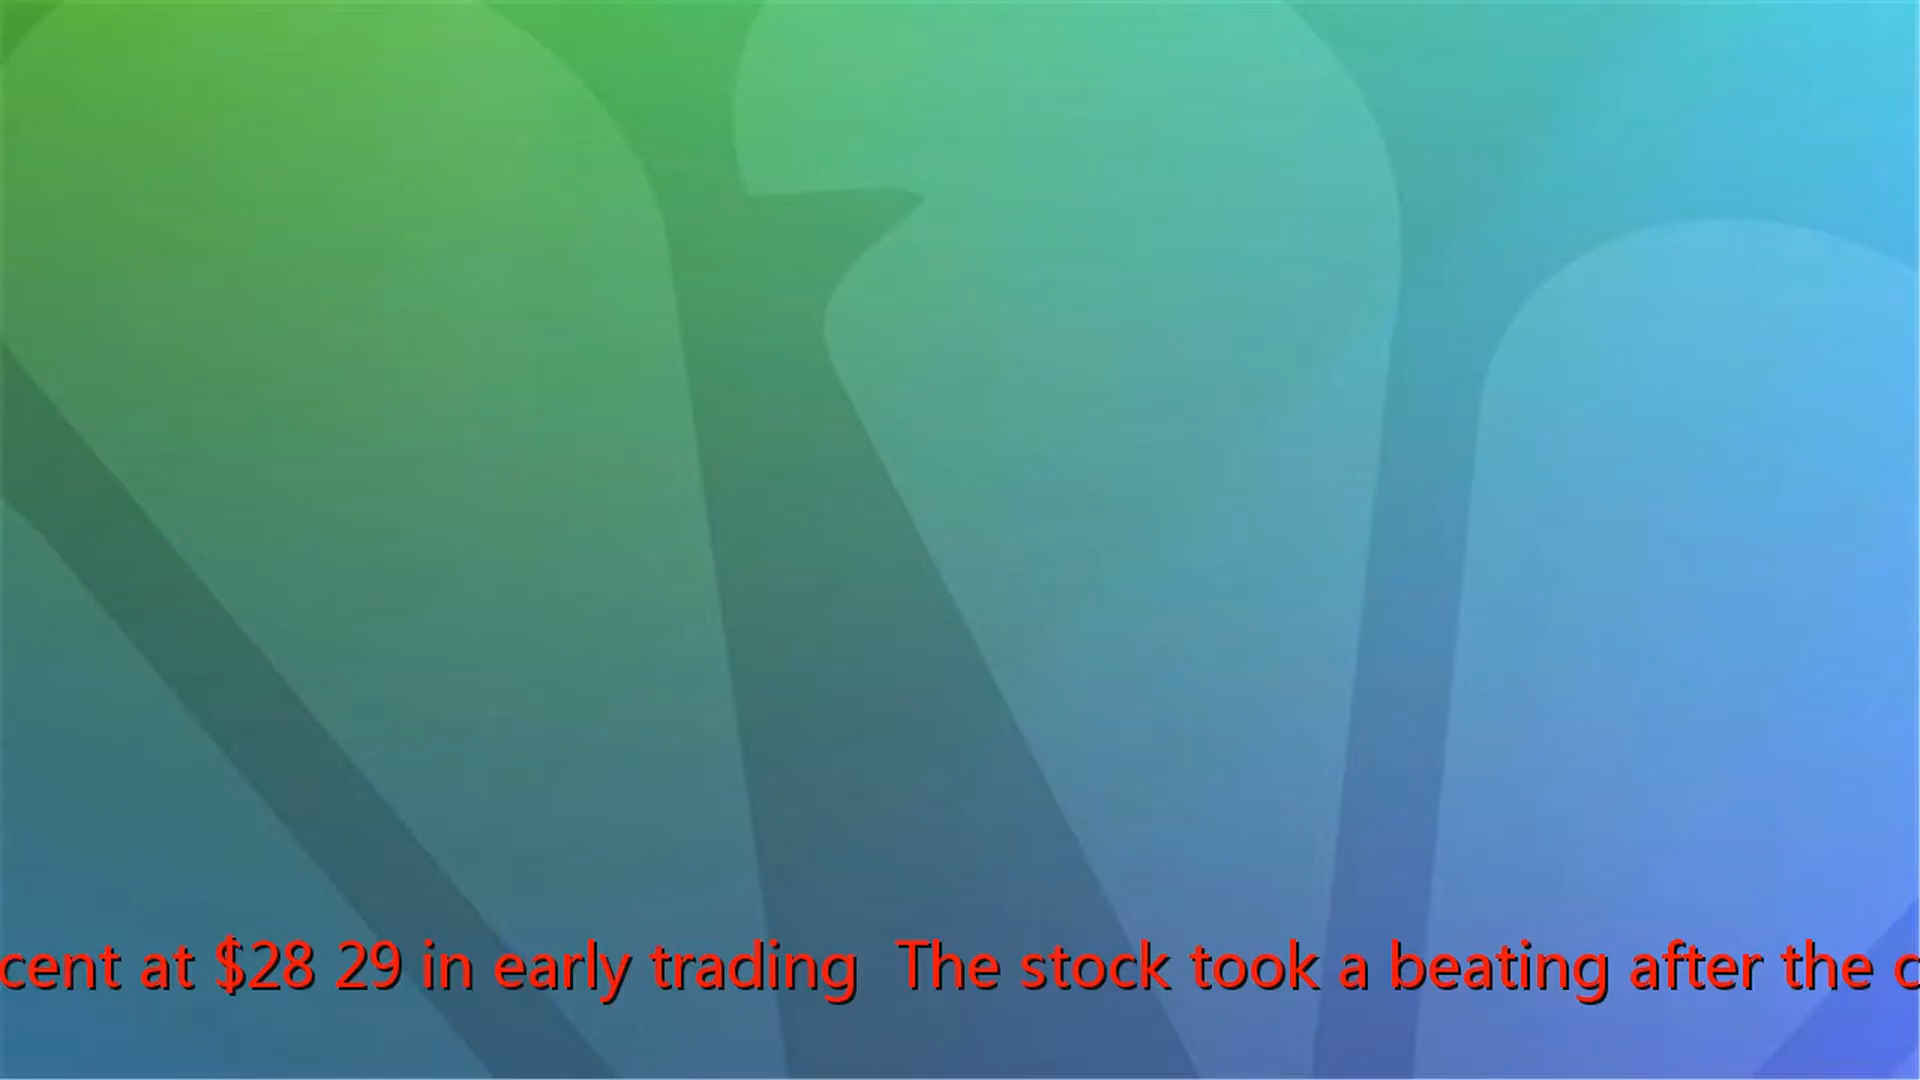 cent at $28 29 in early trading The stock took a beating after the